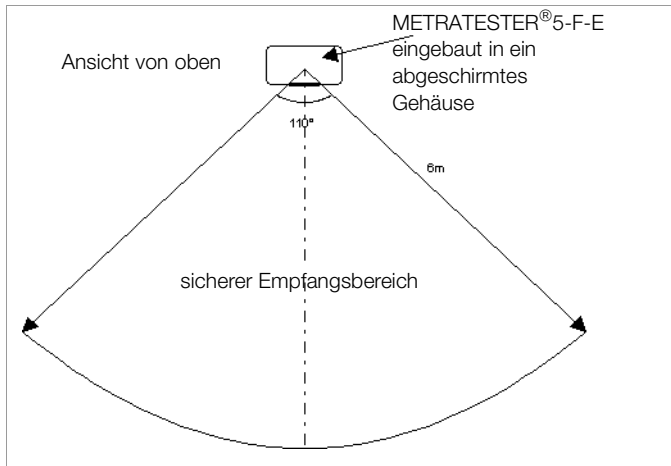 METRATESTER®5-F-E
eingebaut in ein
abgeschirmtes
Gehäuse
Ansicht von oben
110°
6m
sicherer Empfangsbereich